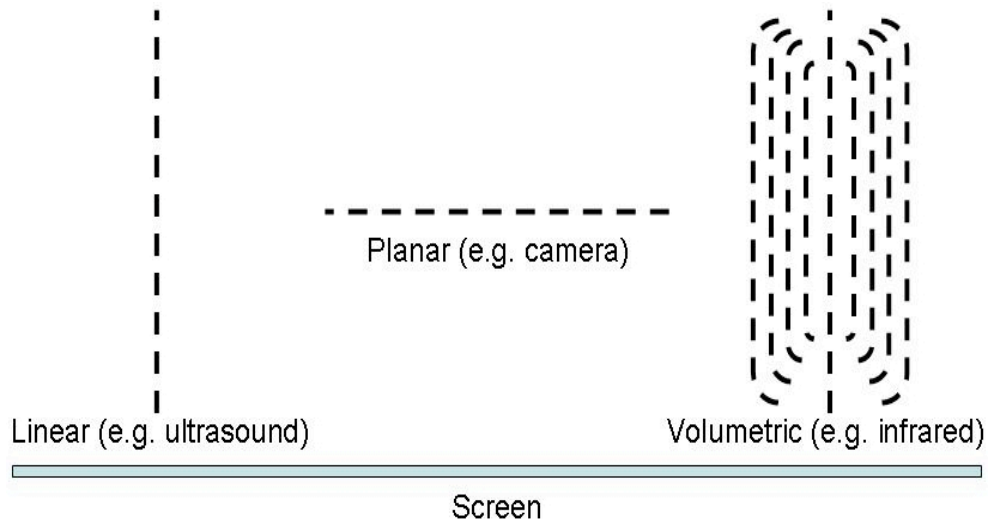 Planar (e.g. camera)
Linear (e.g. ultrasound)
Volumetric (e.g. infrared)
Screen